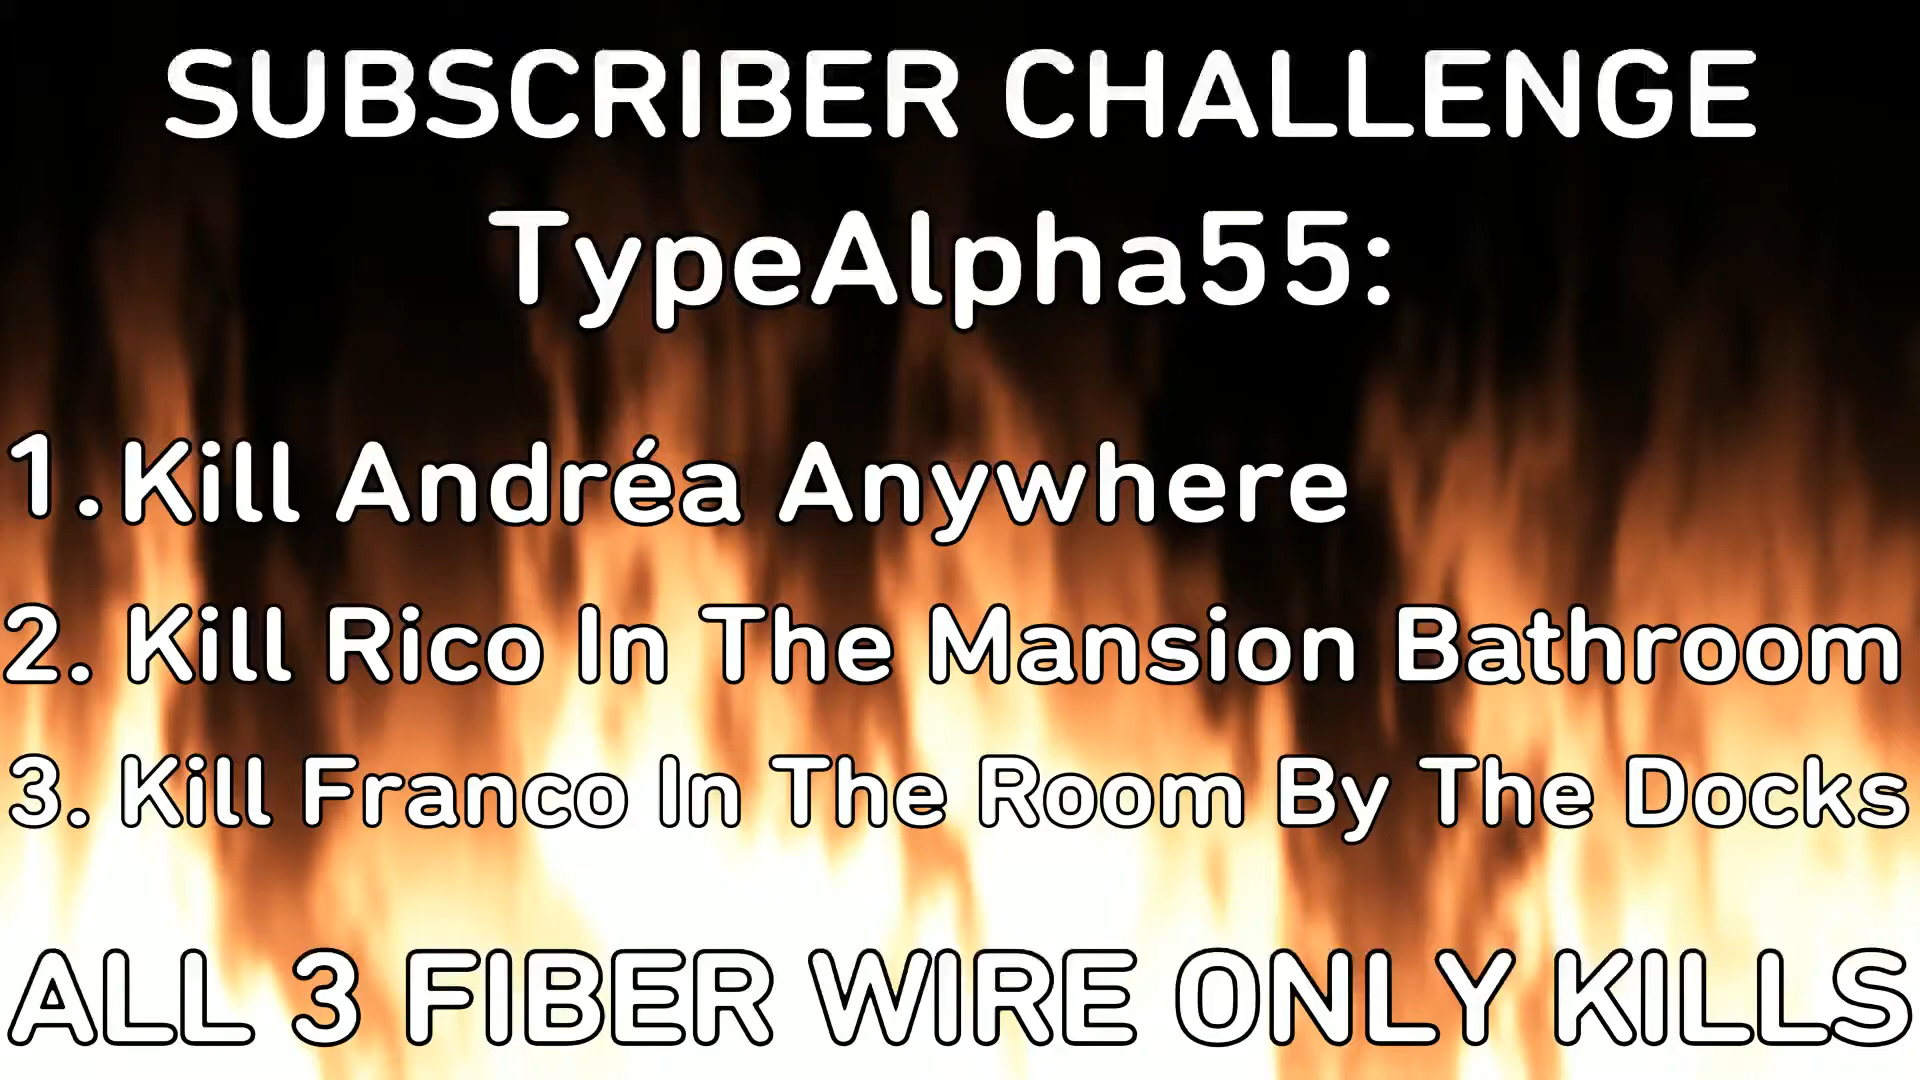 SUBSCRIBER CHALLENGE
TypeAlpha55:
1. Kill Andréa Anywhere
2. Kill Rico In The Mansion Bathroom
3. Kill Franco In The Room By The Docks
ALL 3 FIBER WIRE ONLY KILLS